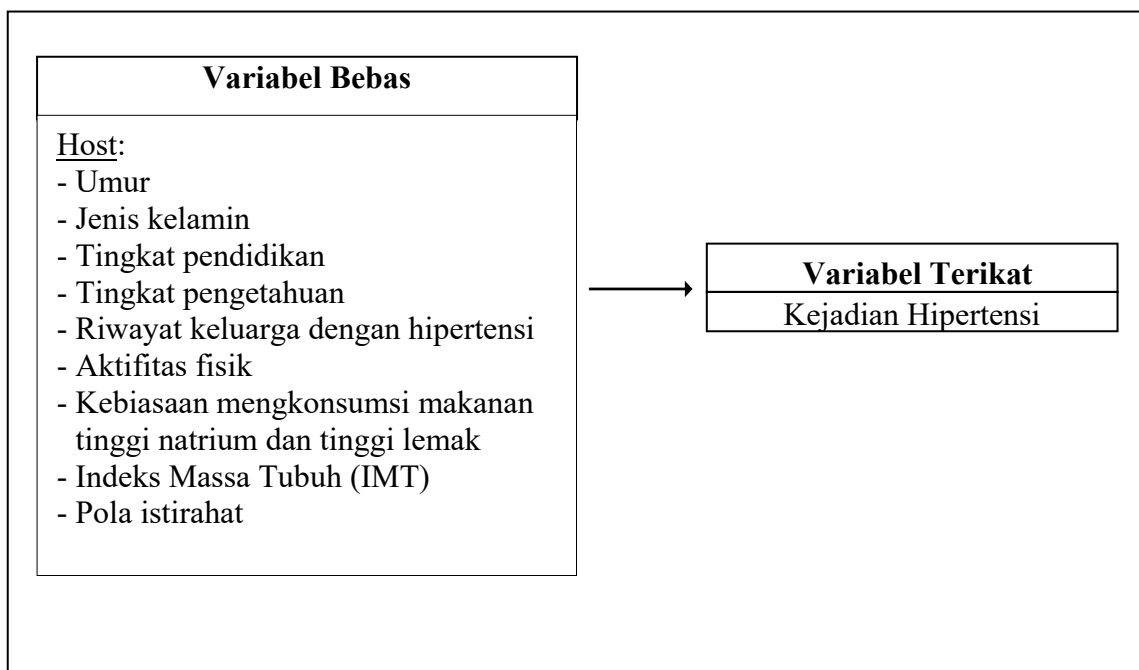 Variabel Bebas
Host:
- Umur
- Jenis kelamin
- Tingkat pendidikan
- Tingkat pengetahuan
- Riwayat keluarga dengan hipertensi
- Aktifitas fisik
- Kebiasaan mengkonsumsi makanan
tinggi natrium dan tinggi lemak
- Indeks Massa Tubuh (IMT)
- Pola istirahat
Variabel Terikat
Kejadian Hipertensi